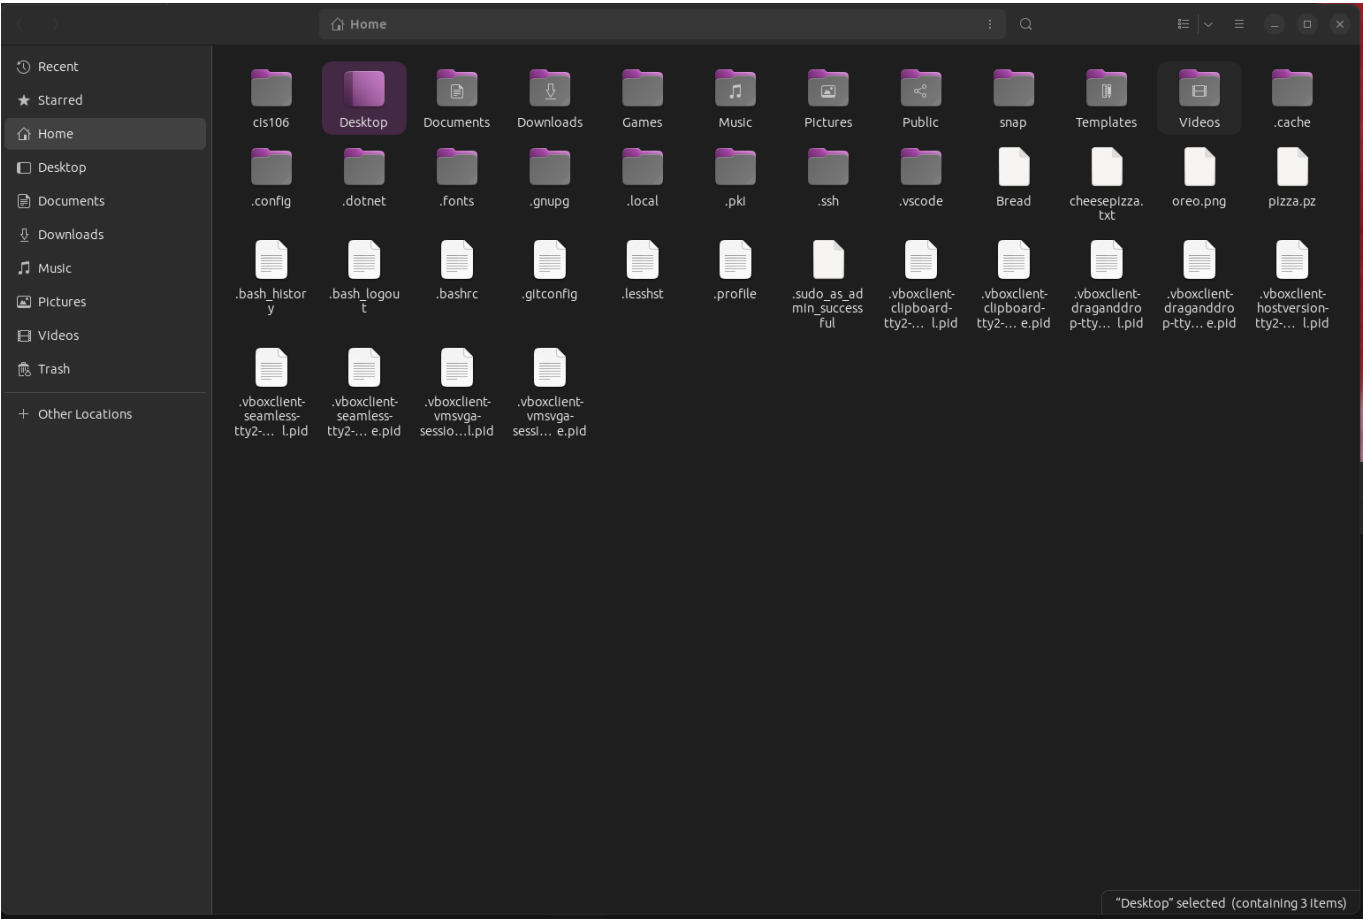 Home
Recent
Starred
Home
Desktop
Documents
Downloads
Music
Pictures
Videos
Trash
Other Locations
cis106
Desktop
Documents
Downloads
Games
Music
Pictures
Public
snap
Templates
Videos
.cache
.config
.dotnet
.fonts
.gnupg
.local
.pki
.ssh
.vscode
Bread
cheesepizza.
txt
oreo.png
pizza.pz
.bash_histor
y
.bash_logou
t
.bashrc
.gitconfig
.lesshst
.profile
.sudo_as_ad
min_success
ful
.vboxclient-
clipboard-
tty2-… l.pid
.vboxclient-
clipboard-
tty2-… e.pid
.vboxclient-
draganddro
p-tty… l.pid
.vboxclient-
draganddro
p-tty… e.pid
.vboxclient-
hostversion-
tty2-… l.pid
.vboxclient-
seamless-
tty2-… l.pid
.vboxclient-
seamless-
tty2-… e.pid
.vboxclient-
vmsvga-
sessio…l.pid
.vboxclient-
vmsvga-
sessi… e.pid
"Desktop" selected (containing 3 items)